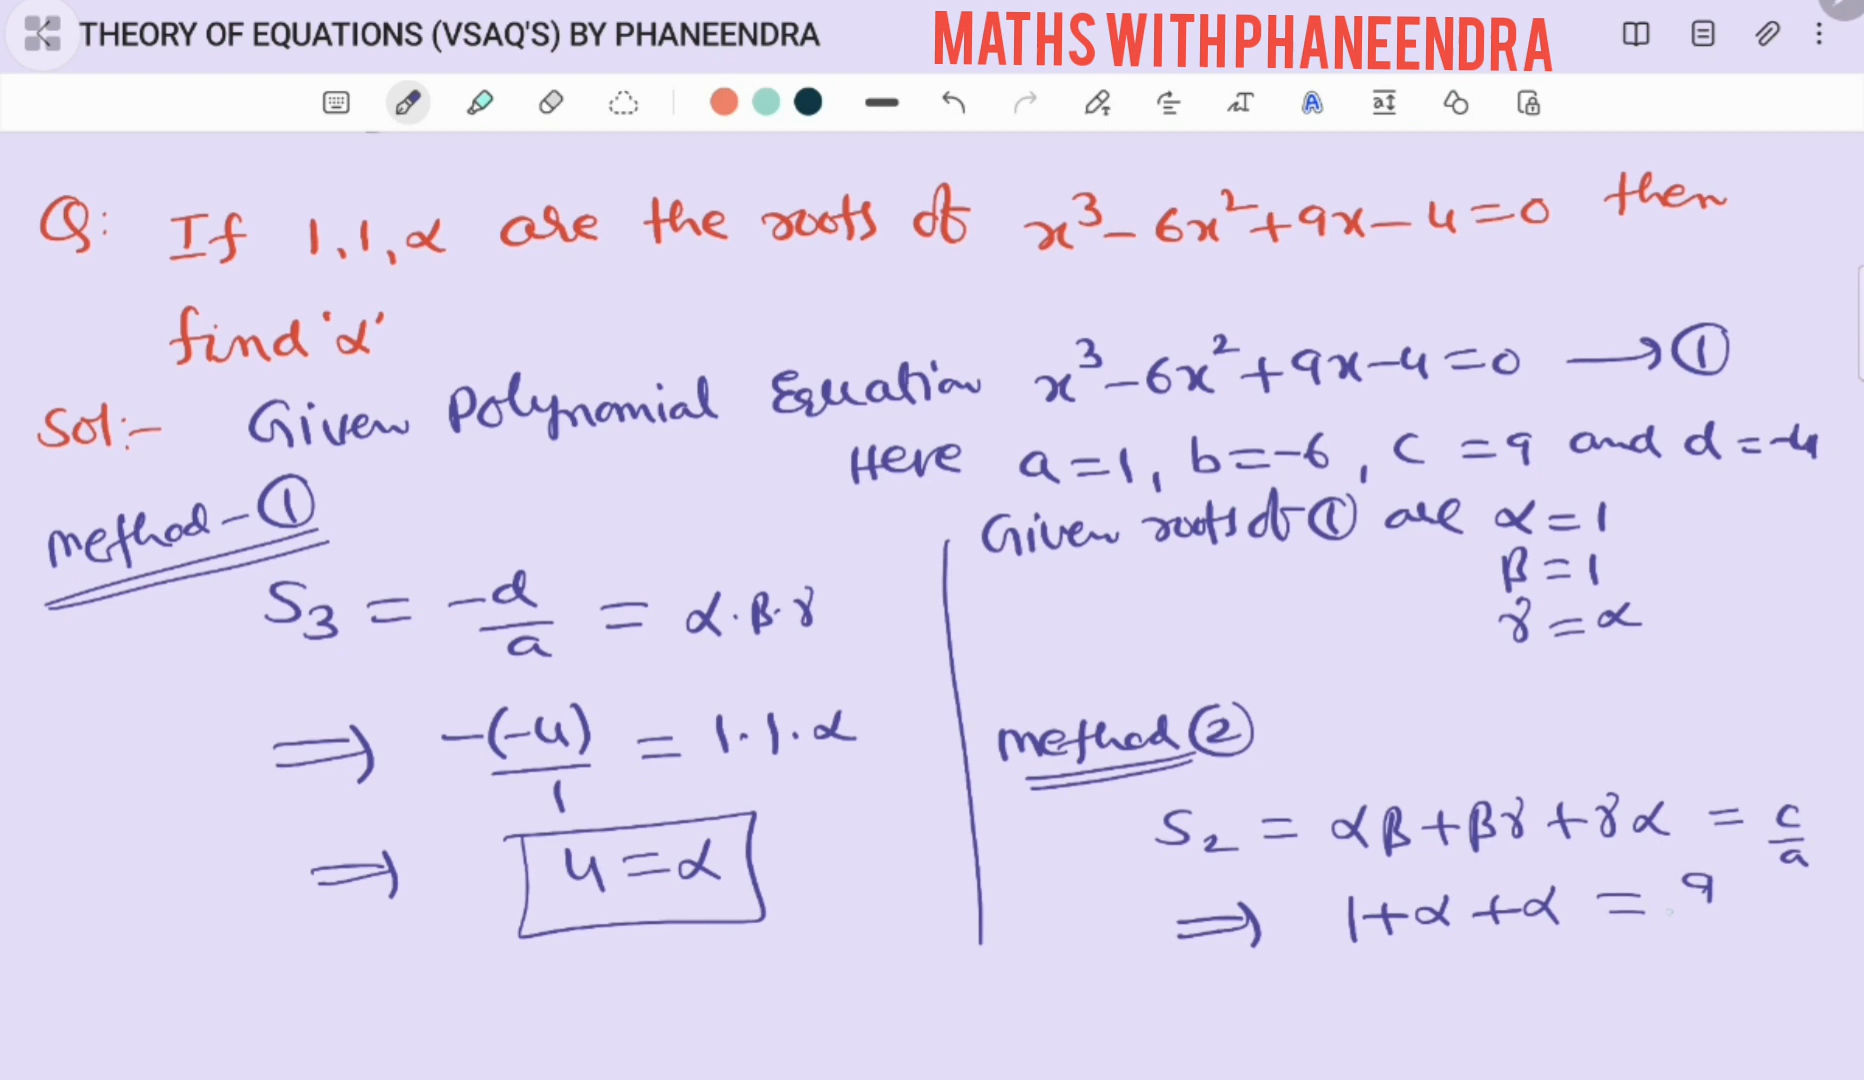 THEORY OF EQUATIONS (VSAQ'S) BY PHANEENDRA
MATHS WITH PHANEENDRA
Q: If 1, 1, α are the roots of x³ - 6x² + 9x - 4 = 0 then
find 'α'
Sol:- Given Polynomial Equation x³ - 6x² + 9x - 4 = 0 → ①
Here a = 1, b = -6, c = 9 and d = -4
Given roots of ① are α = 1
β = 1
γ = α
method - ①
S₃ = -d/a = α·β·γ
⇒ -(-4)/1 = 1·1·α
⇒ 4 = α
method ②
S₂ = αβ + βγ + γα = c/a
⇒ 1 + α + α = 9